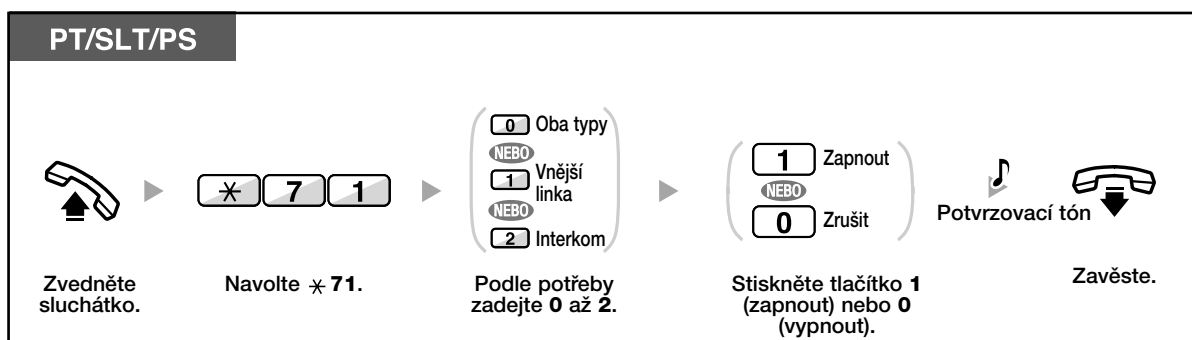 PT/SLT/PS
0 Oba typy
NEBO
1 Vnější
linka
NEBO
2 Interkom
1 Zapnout
NEBO
0 Zrušit
* 7 1
Potvrzovací tón
Zvedněte
sluchátko.
Navolte * 71.
Podle potřeby
zadejte 0 až 2.
Stiskněte tlačítko 1
(zapnout) nebo 0
(vypnout).
Zavěste.